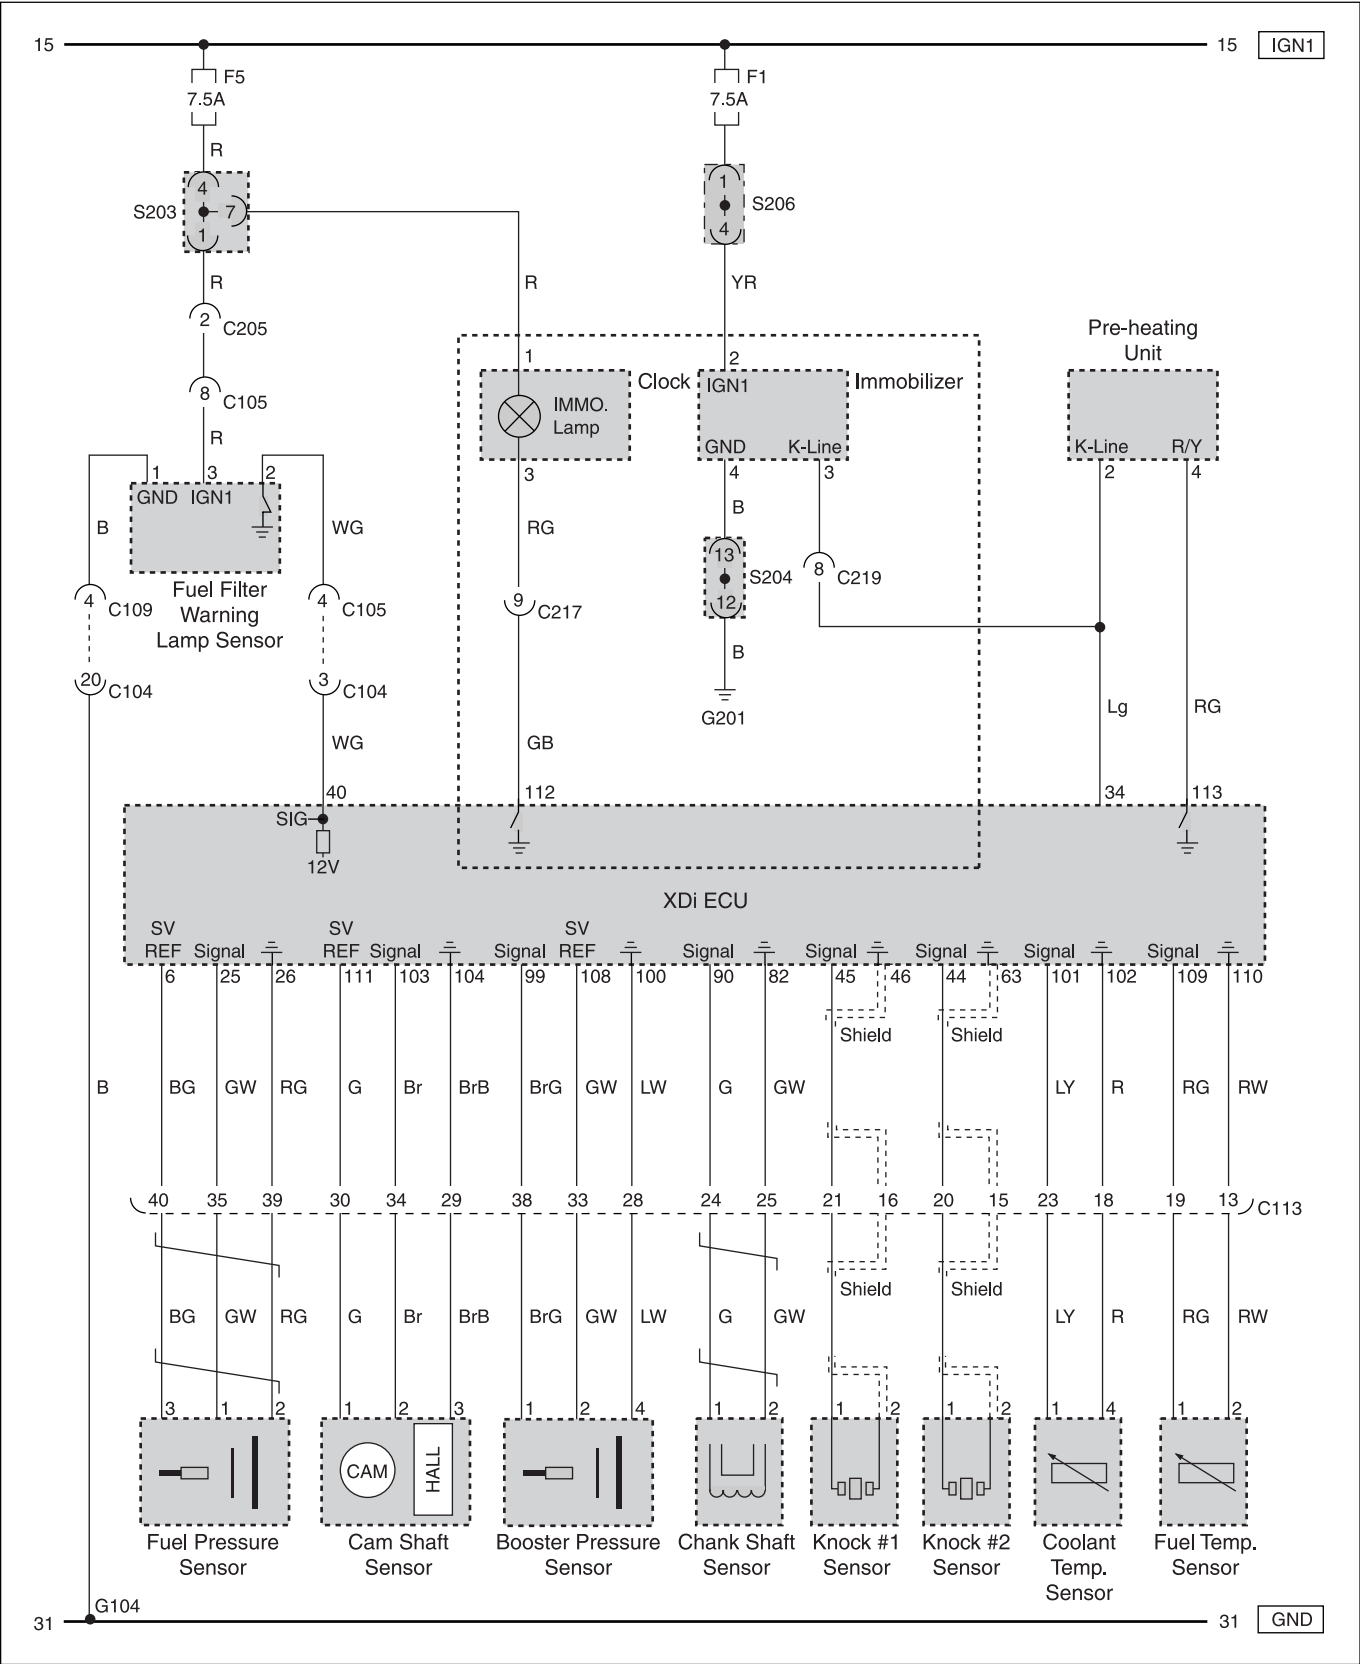 15 15 IGN1
F5 F1
7.5A 7.5A
R
4 1
S203 7 S206
1 4
R R YR
2 C205
Pre-heating
Unit
1 2
8 C105 Clock IGN1 Immobilizer
IMMO.
Lamp
R GND K-Line K-Line R/Y
1 3 2 3 4 3 2 4
GND IGN1
B WG RG B
13
S204 8 C219
12
Fuel Filter
Warning
Lamp Sensor
4 C109 4 C105 9 C217
B
20 C104 3 C104 G201 Lg RG
WG GB
40 112 34 113
SIG
12V
XDi ECU
SV SV SV
REF Signal REF Signal Signal REF Signal Signal Signal Signal Signal
6 25 26 111 103 104 99 108 100 90 82 45 46 44 63 101 102 109 110
Shield Shield
B BG GW RG G Br BrB BrG GW LW G GW LY R RG RW
40 35 39 30 34 29 38 33 28 24 25 21 16 20 15 23 18 19 13 C113
Shield Shield
BG GW RG G Br BrB BrG GW LW G GW LY R RG RW
3 1 2 1 2 3 1 2 4 1 2 1 2 1 2 1 4 1 2
CAM HALL
Fuel Pressure Cam Shaft Booster Pressure Chank Shaft Knock #1 Knock #2 Coolant Fuel Temp.
Sensor Sensor Sensor Sensor Sensor Sensor Temp. Sensor
Sensor
G104
31 31 GND